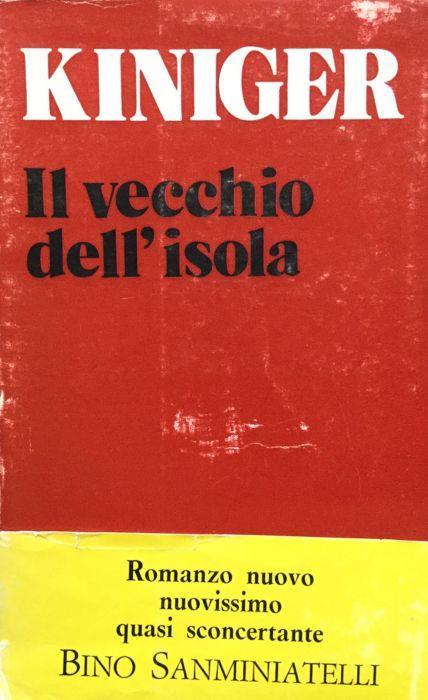 KINIGER
Il vecchio
dell'isola
Romanzo nuovo
nuovissimo
quasi sconcertante
BINO SANMINIATELLI